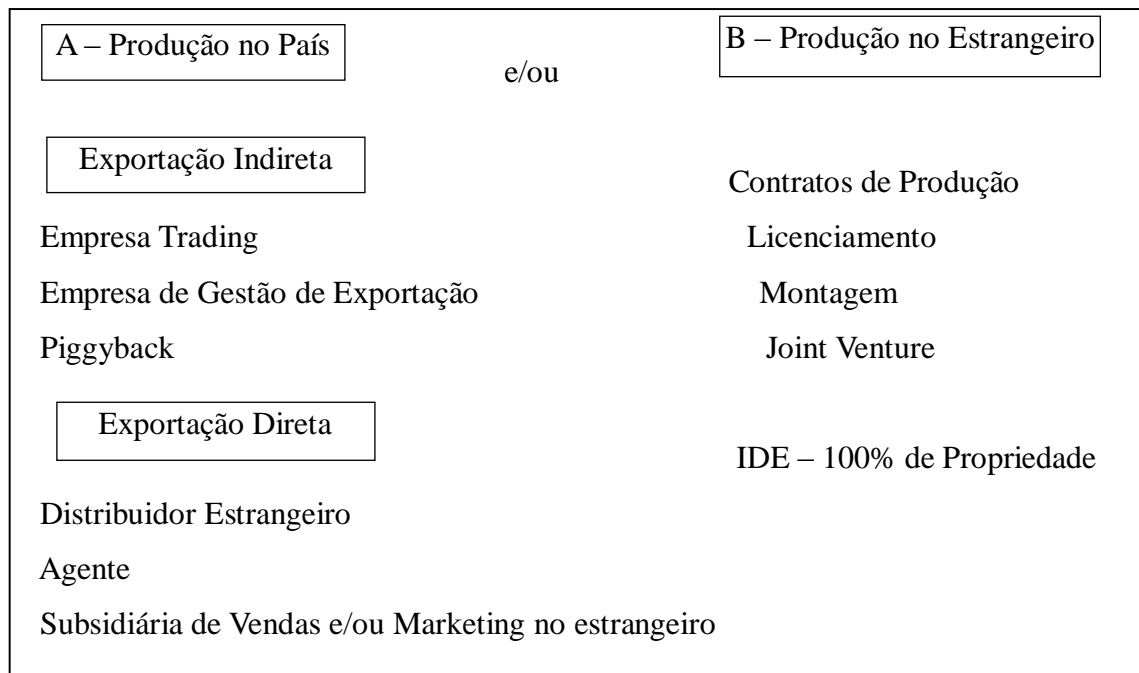 A – Produção no País
e/ou
B – Produção no Estrangeiro
Exportação Indireta
Empresa Trading
Empresa de Gestão de Exportação
Piggyback
Exportação Direta
Distribuidor Estrangeiro
Agente
Subsidiária de Vendas e/ou Marketing no estrangeiro
Contratos de Produção
Licenciamento
Montagem
Joint Venture
IDE – 100% de Propriedade